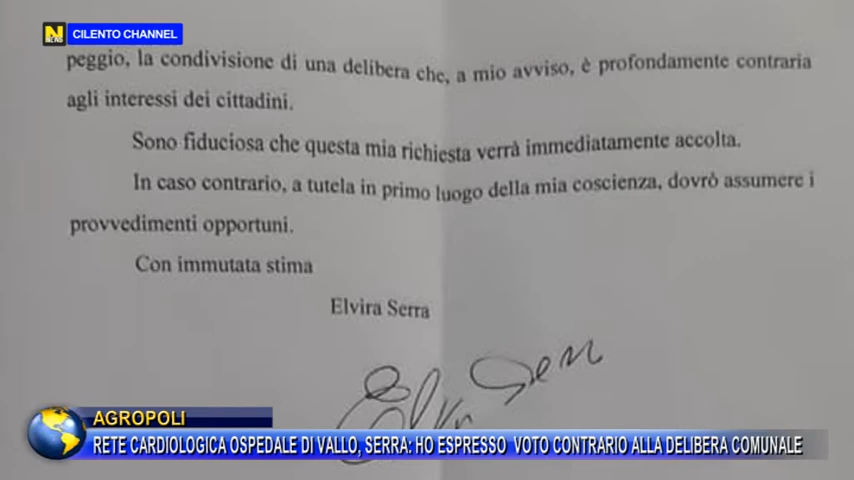 N
NEWS
CILENTO CHANNEL
peggio, la condivisione di una delibera che, a mio avviso, è profondamente contraria
agli interessi dei cittadini.
Sono fiduciosa che questa mia richiesta verrà immediatamente accolta.
In caso contrario, a tutela in primo luogo della mia coscienza, dovrò assumere i
provvedimenti opportuni.
Con immutata stima
Elvira Serra
Elvira Serra
AGROPOLI
RETE CARDIOLOGICA OSPEDALE DI VALLO, SERRA: HO ESPRESSO VOTO CONTRARIO ALLA DELIBERA COMUNALE